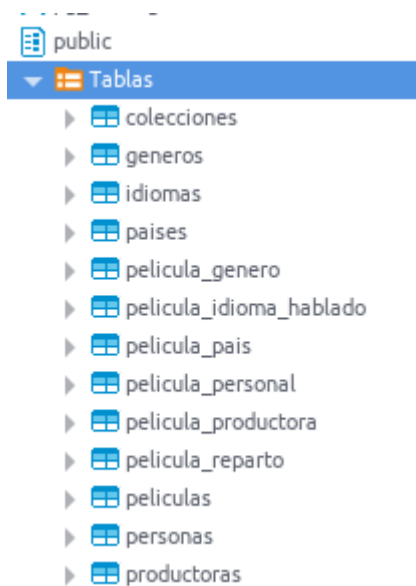 public
Tablas
colecciones
generos
idiomas
paises
pelicula_genero
pelicula_idioma_hablado
pelicula_pais
pelicula_personal
pelicula_productora
pelicula_reparto
peliculas
personas
productoras